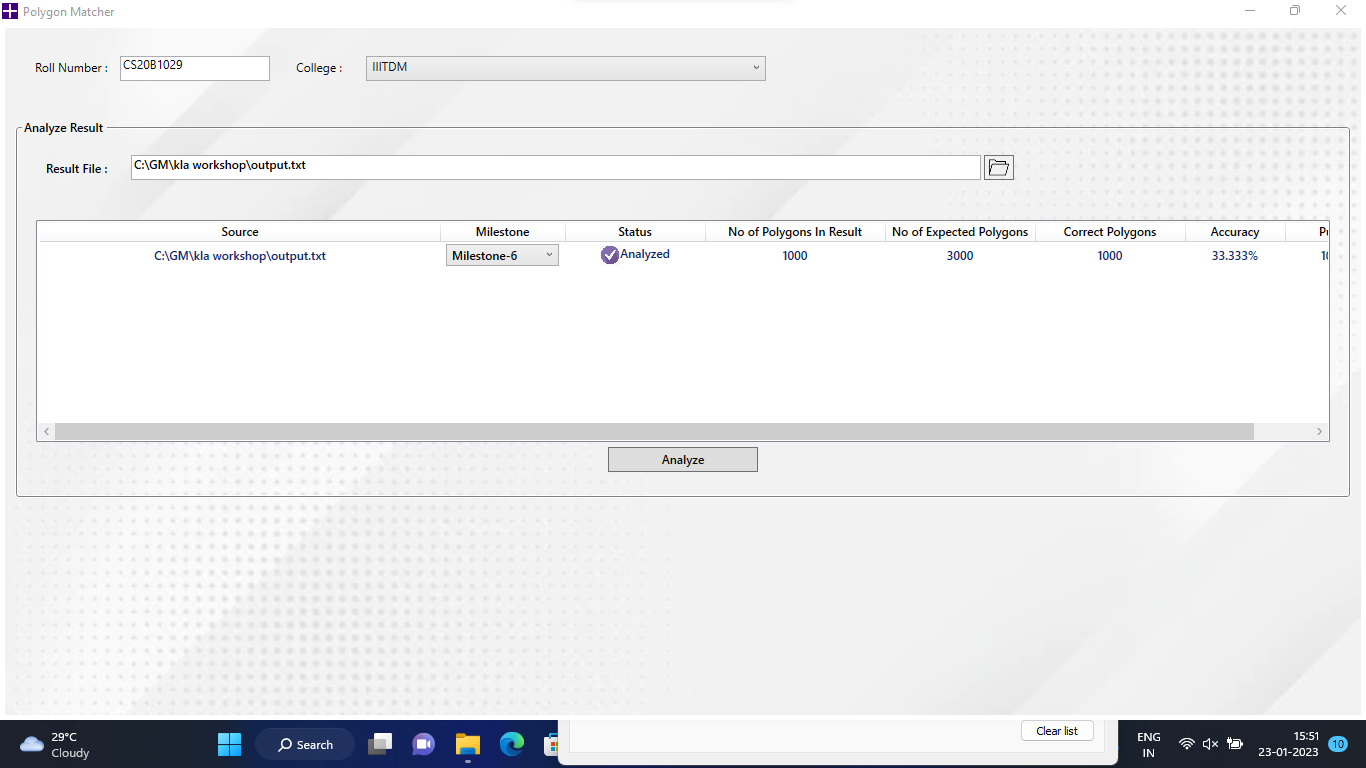 Polygon Matcher
Roll Number : CS20B1029 College : IIITDM
Analyze Result
Result File : C:\GM\kla workshop\output.txt
Source Milestone Status No of Polygons In Result No of Expected Polygons Correct Polygons Accuracy
C:\GM\kla workshop\output.txt Milestone-6 Analyzed 1000 3000 1000 33.333%
Analyze
29°C
Cloudy
Search
Clear list
ENG
IN
15:51
23-01-2023
10